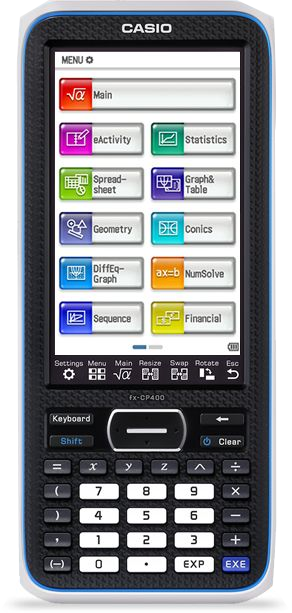 CASIO
MENU
√α Main
eActivity
Statistics
Spread-
sheet
Graph&
Table
Geometry
Conics
DiffEq-
Graph
ax=b NumSolve
Sequence
Financial
Settings Menu Main Resize Swap Rotate Esc
√α
fx-CP400
Keyboard ←
Shift Clear
= x y z ^ ÷
( 7 8 9 ×
) 4 5 6 −
, 1 2 3 +
(−) 0 • EXP EXE